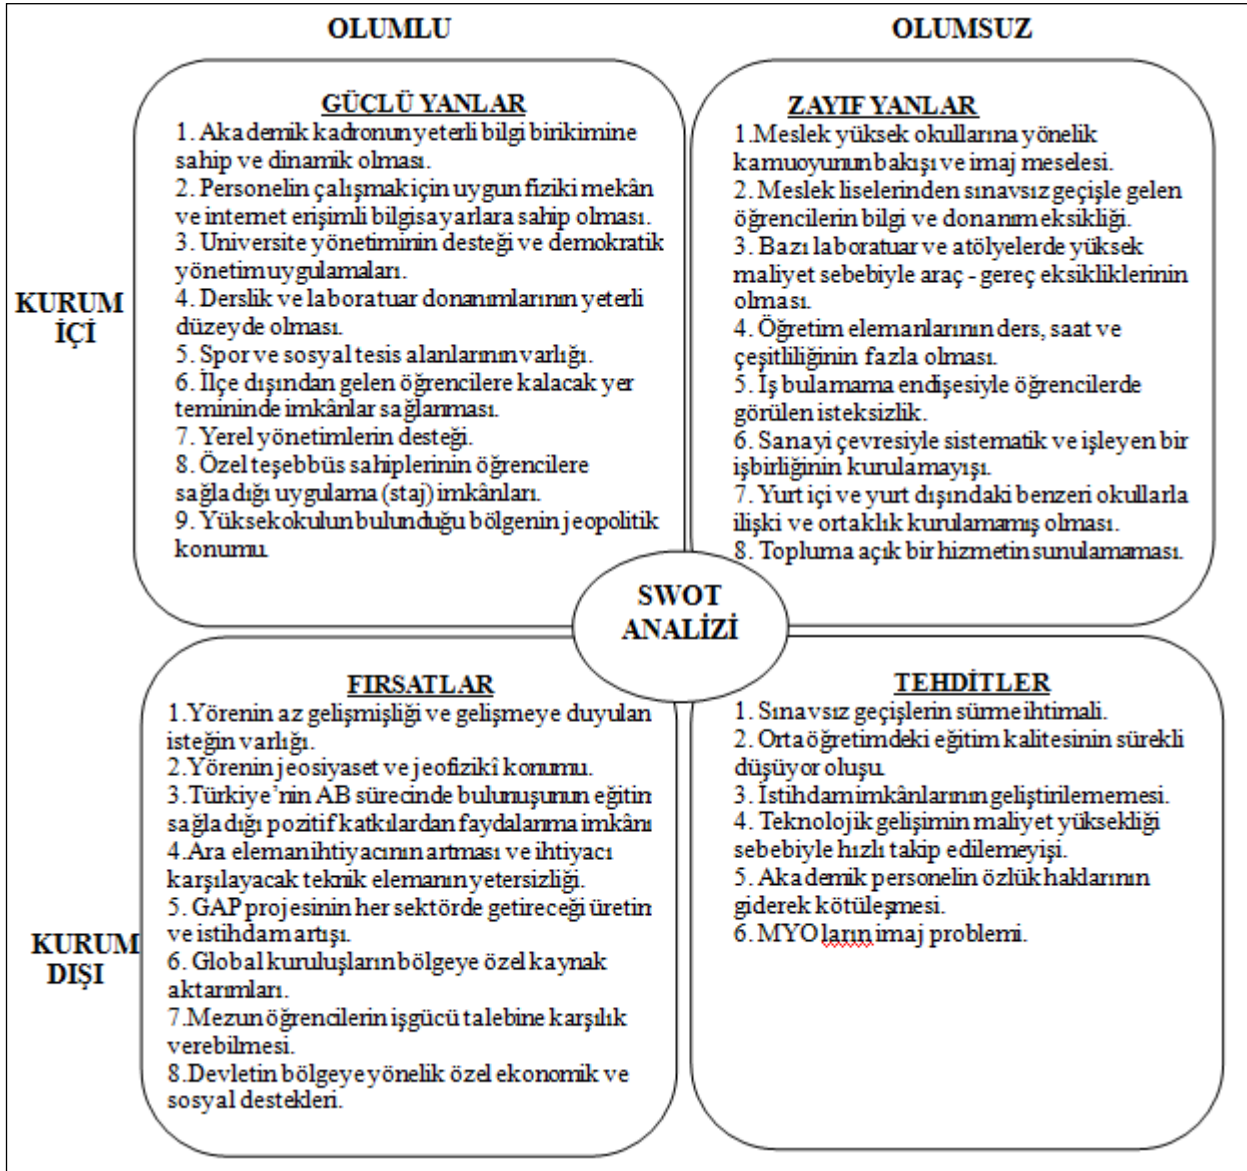 OLUMLU
OLUMSUZ
KURUM
İÇİ
GÜÇLÜ YANLAR
1. Akademik kadronun yeterli bilgi birikimine
sahip ve dinamik olması.
2. Personelin çalışmak için uygun fiziki mekân
ve internet erişimli bilgisayarlara sahip olması.
3. Universite yönetiminin desteği ve demokratik
yönetim uygulamaları.
4. Derslik ve laboratuar donanımlarının yeterli
düzeyde olması.
5. Spor ve sosyal tesis alanlarının varlığı.
6. İlçe dışından gelen öğrencilere kalacak yer
temininde imkânlar sağlanması.
7. Yerel yönetimlerin desteği.
8. Özel teşebbüs sahiplerinin öğrencilere
sağladığı uygulama (staj) imkânları.
9. Yüksekokulun bulunduğu bölgenin jeopolitik
konumu.
ZAYIF YANLAR
1.Meslek yüksek okullarına yönelik
kamuoyunun bakışı ve imaj meselesi.
2. Meslek liselerinden sınavsız geçişle gelen
öğrencilerin bilgi ve donanım eksikliği.
3. Bazı laboratuar ve atölyelerde yüksek
maliyet sebebiyle araç - gereç eksikliklerinin
olması.
4. Öğretim elemanlarının ders, saat ve
çeşitliliğinin fazla olması.
5. İş bulamama endişesiyle öğrencilerde
görülen isteksizlik.
6. Sanayi çevresiyle sistematik ve işleyen bir
işbirliğinin kurulamayışı.
7. Yurt içi ve yurt dışındaki benzeri okullarla
ilişki ve ortaklık kurulamamış olması.
8. Topluma açık bir hizmetin sunulamaması.
SWOT
ANALİZİ
KURUM
DIŞI
FIRSATLAR
1.Yörenin az gelişmişliği ve gelişmeye duyulan
isteğin varlığı.
2.Yörenin jeosiyaset ve jeofizikî konumu.
3.Türkiye’nin AB sürecinde bulunuşunun
sağladığı pozitif katkılardan faydalanma imkânı
4.Ara eleman ihtiyacının artması ve ihtiyacı
karşılayacak teknik elemanın yetersizliği.
5. GAP projesinin her sektörde getireceği üretim
ve istihdam artışı.
6. Global kuruluşların bölgeye özel kaynak
aktarımları.
7.Mezun öğrencilerin işgücü talebine karşılık
verebilmesi.
8.Devletin bölgeye yönelik özel ekonomik ve
sosyal destekleri.
TEHDİTLER
1. Sınavsız geçişlerin sürme ihtimali.
2. Orta öğretimdeki eğitim kalitesinin sürekli
düşüyor oluşu.
3. İstihdam imkânlarının geliştirilememesi.
4. Teknolojik gelişimin maliyet yüksekliği
sebebiyle hızlı takip edilemeyişi.
5. Akademik personelin özlük haklarının
giderek kötüleşmesi.
6. MYO ların imaj problemi.